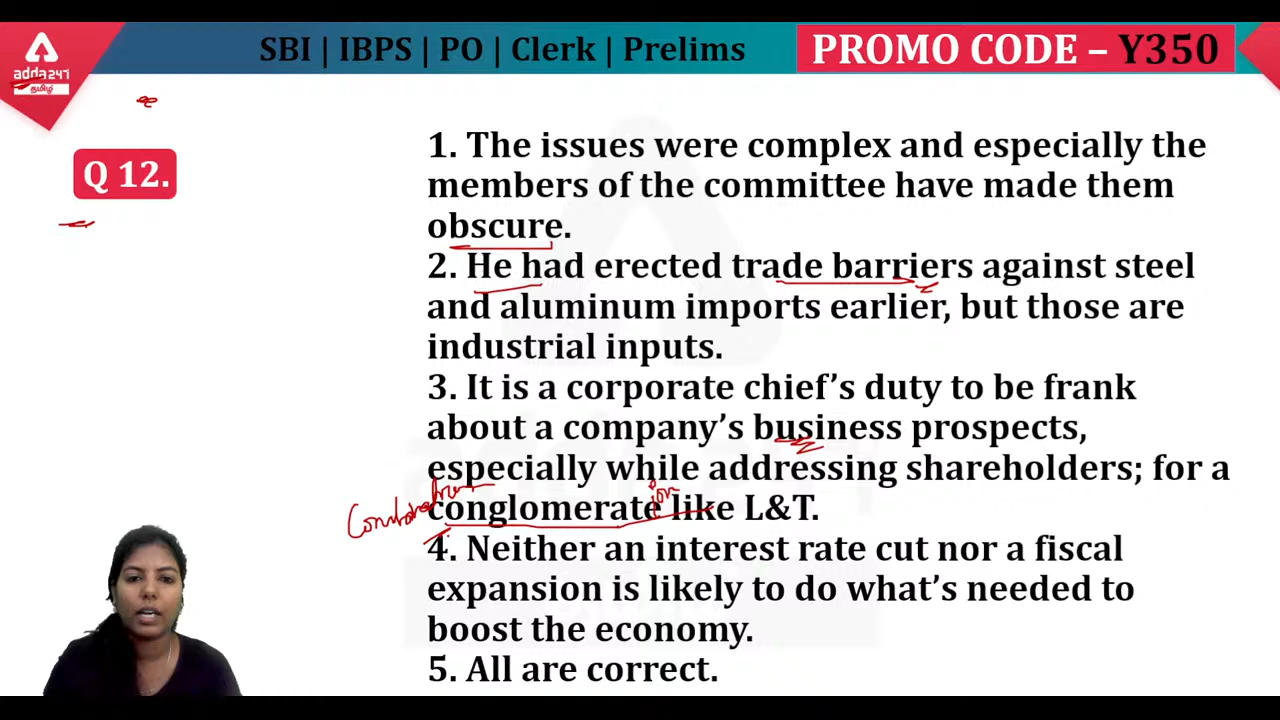 SBI | IBPS | PO | Clerk | Prelims
PROMO CODE – Y350
adda247
தமிழ்
Q 12.
1. The issues were complex and especially the
members of the committee have made them
obscure.
2. He had erected trade barriers against steel
and aluminum imports earlier, but those are
industrial inputs.
3. It is a corporate chief’s duty to be frank
about a company’s business prospects,
especially while addressing shareholders; for a
conglomerate like L&T.
ion
4. Neither an interest rate cut nor a fiscal
expansion is likely to do what’s needed to
boost the economy.
5. All are correct.